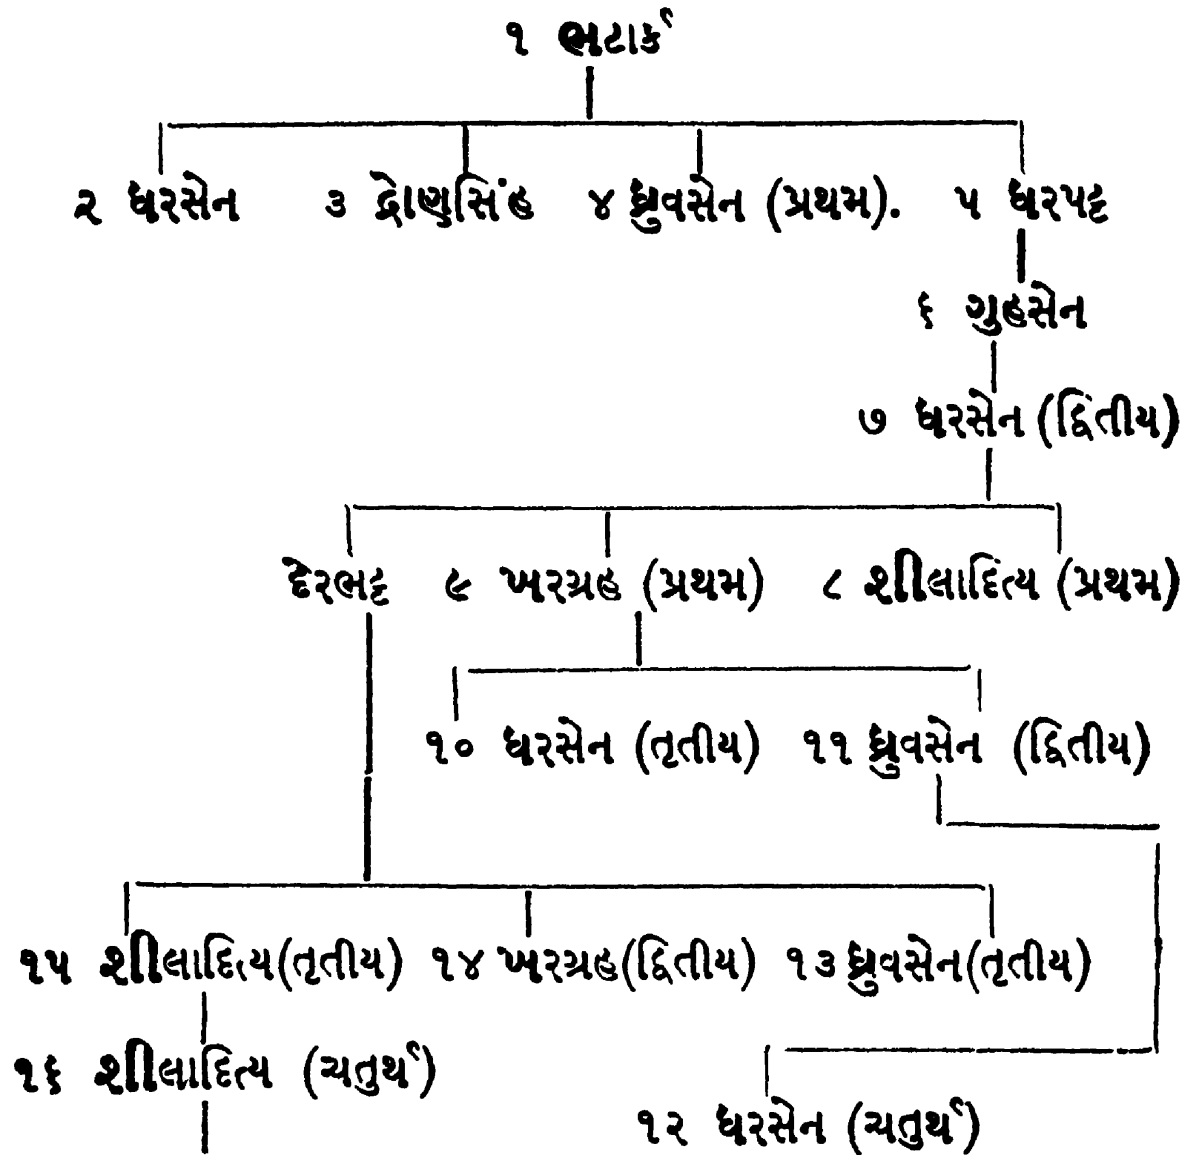 ૧ ભટાર્ક
૨ ધરસેન ૩ દ્રોણસિંહ ૪ ધ્રુવસેન (પ્રથમ). ૫ ધરપટ્ટ
૬ ગુહસેન
૭ ધરસેન (દ્વિતીય)
દેરભટ્ટ ૯ ખરગ્રહ (પ્રથમ) ૮ શીલાદિત્ય (પ્રથમ)
૧૦ ધરસેન (તૃતીય) ૧૧ ધ્રુવસેન (દ્વિતીય)
૧૫ શીલાદિત્ય(તૃતીય) ૧૪ ખરગ્રહ(દ્વિતીય) ૧૩ ધ્રુવસેન(તૃતીય)
૧૬ શીલાદિત્ય (ચતુર્થ)
૧૨ ધરસેન (ચતુર્થ)